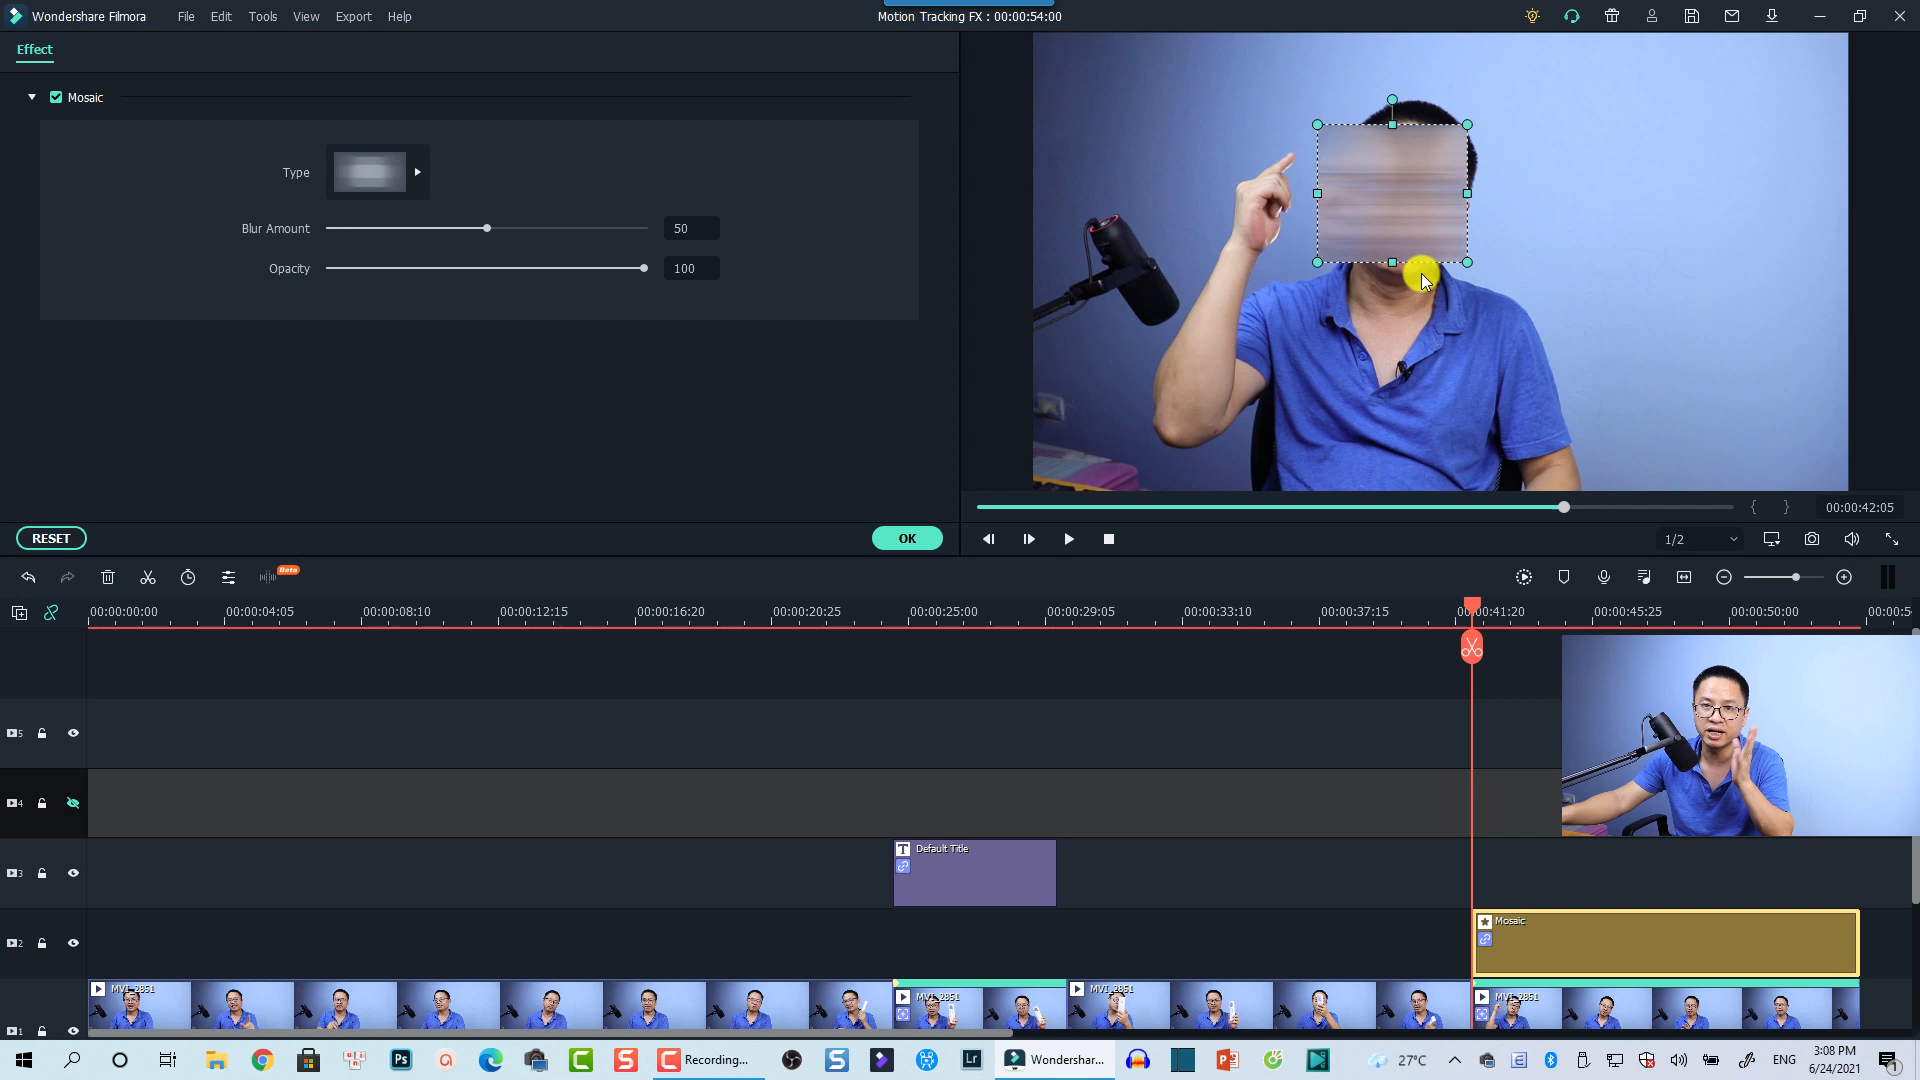 Wondershare Filmora
File
Edit
Tools
View
Export
Help
Motion Tracking FX : 00:00:54:00
Effect
Mosaic
Type
Blur Amount
50
Opacity
100
RESET
OK
00:00:42:05
1/2
Beta
00:00:00:00
00:00:04:05
00:00:08:10
00:00:12:15
00:00:16:20
00:00:20:25
00:00:25:00
00:00:29:05
00:00:33:10
00:00:37:15
00:00:41:20
00:00:45:25
00:00:50:00
00:00:54
5
4
3
Default Title
2
Mosaic
1
MVI_2851
MVI_2851
MVI_2851
MVI_2851
Ps
Recording...
Lr
Wondershar...
27°C
ENG
3:08 PM
6/24/2021
1